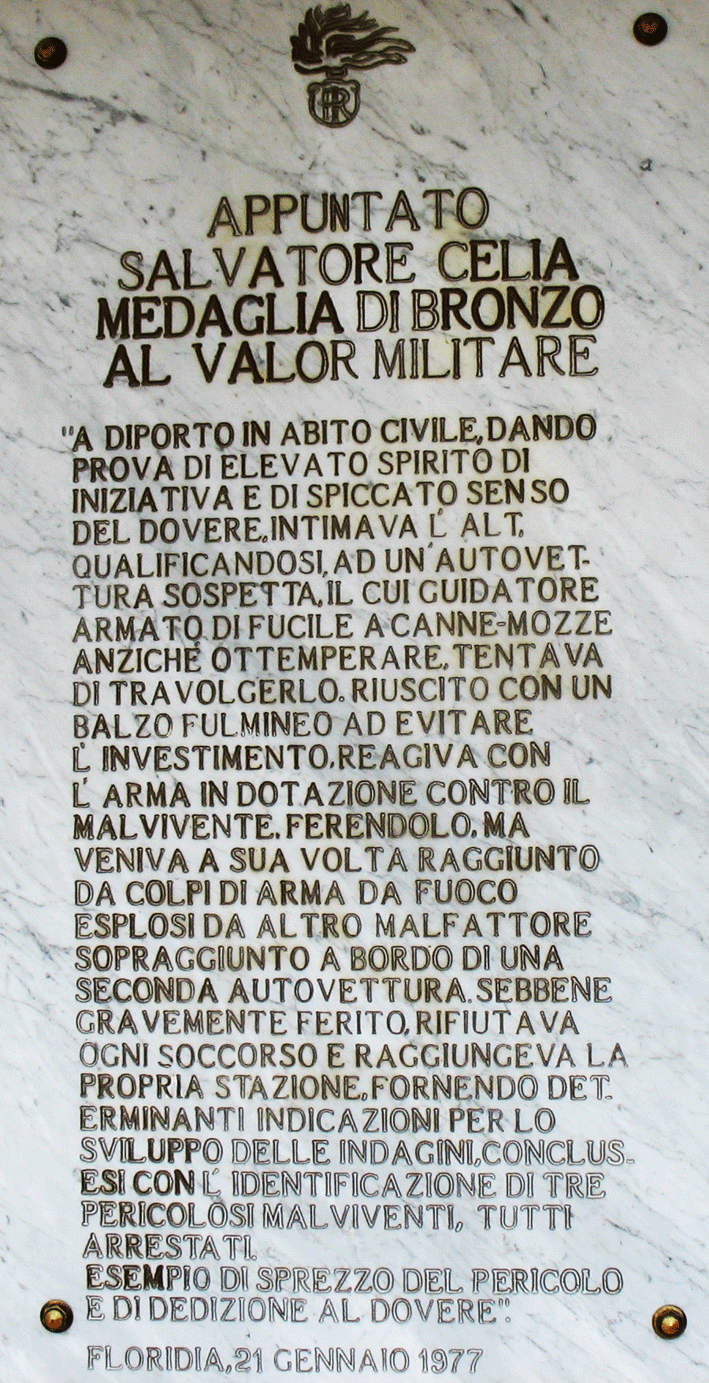 RI
APPUNTATO
SALVATORE CELIA
MEDAGLIA DI BRONZO
AL VALOR MILITARE
"A DIPORTO IN ABITO CIVILE, DANDO
PROVA DI ELEVATO SPIRITO DI
INIZIATIVA E DI SPICCATO SENSO
DEL DOVERE, INTIMAVA L' ALT,
QUALIFICANDOSI, AD UN'AUTOVET-
TURA SOSPETTA, IL CUI GUIDATORE
ARMATO DI FUCILE A CANNE-MOZZE
ANZICHÉ OTTEMPERARE, TENTAVA
DI TRAVOLGERLO. RIUSCITO CON UN
BALZO FULMINEO AD EVITARE
L' INVESTIMENTO, REAGIVA CON
L' ARMA IN DOTAZIONE CONTRO IL
MALVIVENTE, FERENDOLO, MA
VENIVA A SUA VOLTA RAGGIUNTO
DA COLPI DI ARMA DA FUOCO
ESPLOSI DA ALTRO MALFATTORE
SOPRAGGIUNTO A BORDO DI UNA
SECONDA AUTOVETTURA. SEBBENE
GRAVEMENTE FERITO, RIFIUTAVA
OGNI SOCCORSO E RAGGIUNGEVA LA
PROPRIA STAZIONE, FORNENDO DET-
ERMINANTI INDICAZIONI PER LO
SVILUPPO DELLE INDAGINI, CONCLUS-
ESI CON L' IDENTIFICAZIONE DI TRE
PERICOLOSI MALVIVENTI, TUTTI
ARRESTATI.
ESEMPIO DI SPREZZO DEL PERICOLO
E DI DEDIZIONE AL DOVERE".
FLORIDIA, 21 GENNAIO 1977